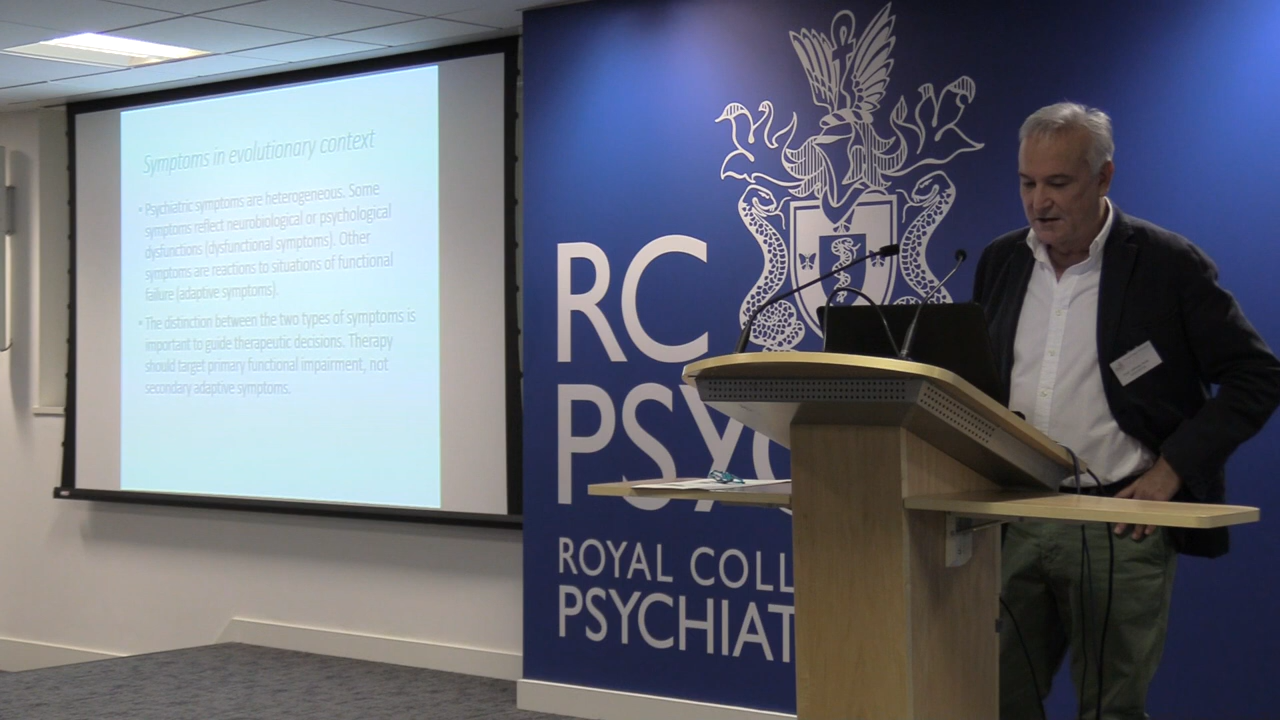 Symptoms in evolutionary context
• Psychiatric symptoms are heterogeneous. Some
symptoms reflect neurobiological or psychological
dysfunctions (dysfunctional symptoms). Other
symptoms are reactions to situations of functional
failure (adaptive symptoms).
• The distinction between the two types of symptoms is
important to guide therapeutic decisions. Therapy
should target primary functional impairment, not
secondary adaptive symptoms.
RC
PSYC
ROYAL COLL
PSYCHIAT